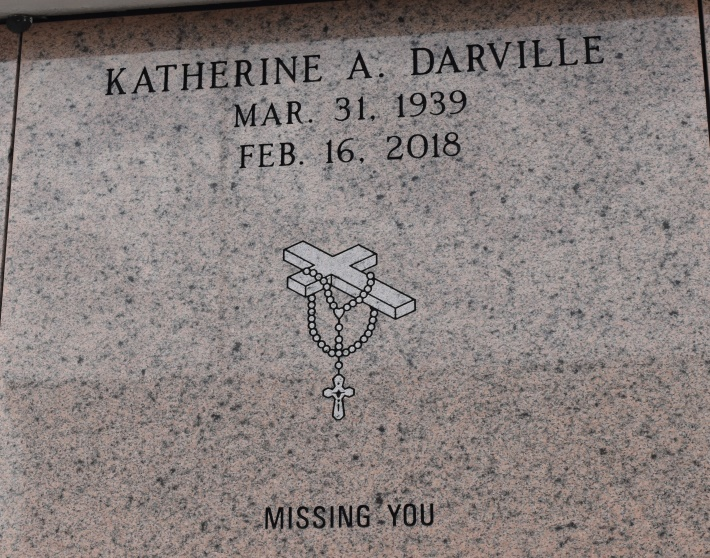 KATHERINE A. DARVILLE
MAR. 31, 1939
FEB. 16, 2018
MISSING YOU